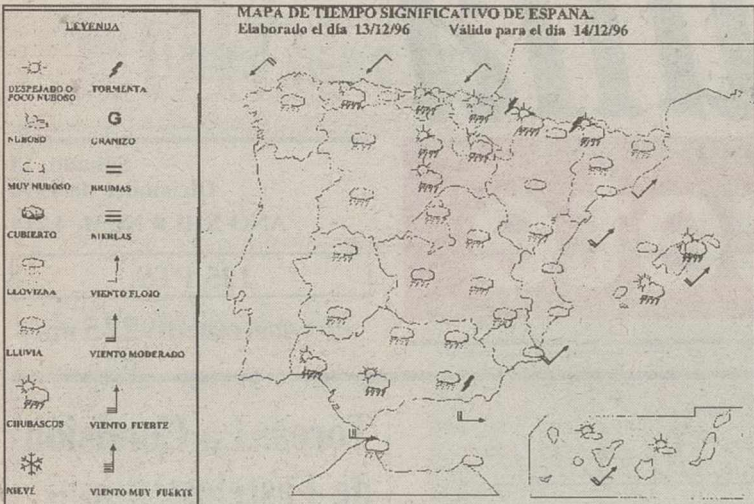 MAPA DE TIEMPO SIGNIFICATIVO DE ESPAÑA.
Elaborado el día 13/12/96 Válido para el día 14/12/96
LEYENDA
DESPEJADO O
POCO NUBOSO
TORMENTA
NUBOSO
G
GRANIZO
MUY NUBOSO
BRUMAS
CUBIERTO
NIEBLAS
LLOVIZNA
VIENTO FLOJO
LLUVIA
VIENTO MODERADO
CHUBASCOS
VIENTO FUERTE
NIEVE
VIENTO MUY FUERTE